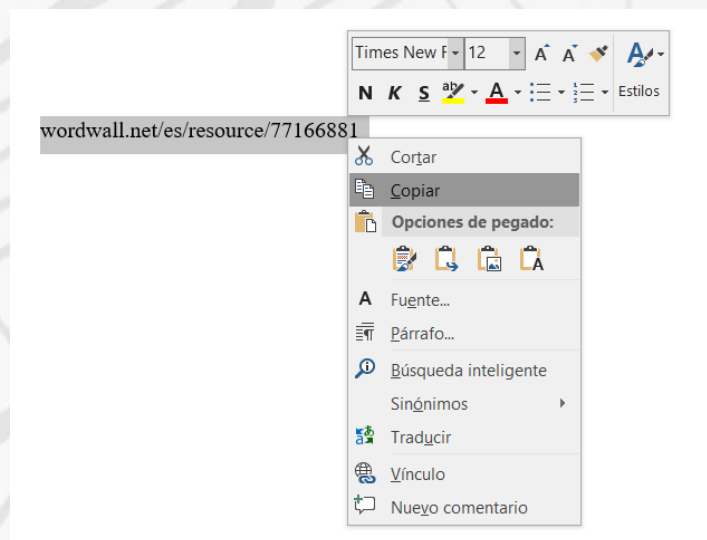 Times New F 12 A A A
N K S ab A Estilos
wordwall.net/es/resource/77166881
Cortar
Copiar
Opciones de pegado:
A
A Fuente...
Párrafo...
Búsqueda inteligente
Sinónimos
Traducir
Vínculo
Nuevo comentario